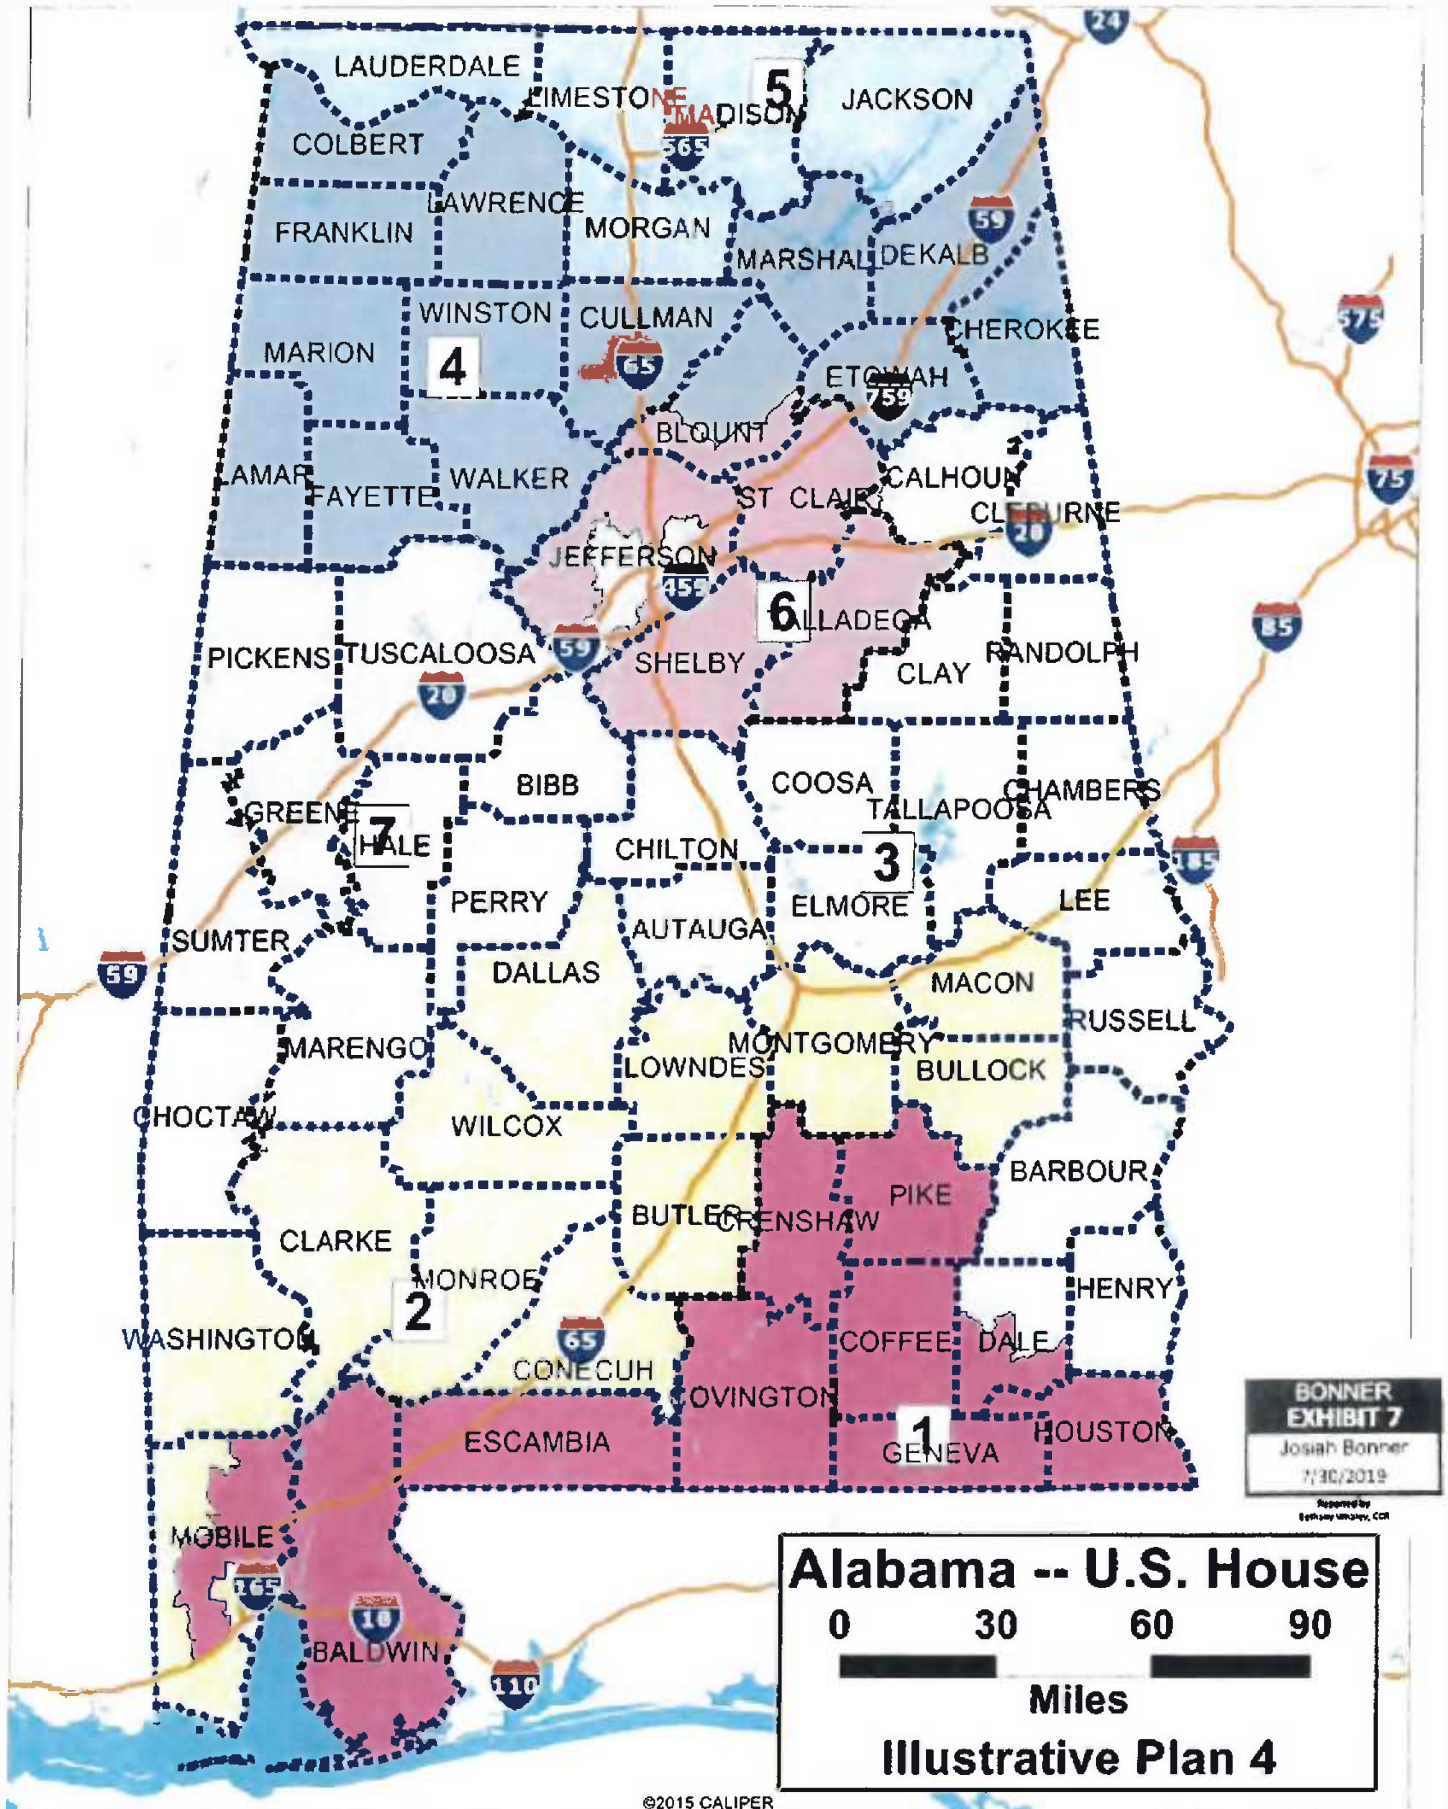 24
LAUDERDALE
LIMESTONE
MADISON
5
JACKSON
565
COLBERT
LAWRENCE
FRANKLIN
MORGAN
MARSHALL
DEKALB
59
WINSTON
CULLMAN
CHEROKEE
575
MARION
4
65
ETOWAH
759
BLOUNT
LAMAR
FAYETTE
WALKER
ST CLAIR
CALHOUN
75
CLEBURNE
20
JEFFERSON
459
6
TALLADEGA
85
PICKENS
TUSCALOOSA
59
SHELBY
CLAY
RANDOLPH
20
BIBB
COOSA
TALLAPOOSA
CHAMBERS
GREENE
7
HALE
CHILTON
3
185
PERRY
ELMORE
LEE
SUMTER
AUTAUGA
59
DALLAS
MACON
RUSSELL
MARENGO
MONTGOMERY
LOWNDES
BULLOCK
CHOCTAW
WILCOX
BARBOUR
PIKE
BUTLER
CRENSHAW
CLARKE
MONROE
HENRY
2
WASHINGTON
65
CONECUH
COFFEE
DALE
COVINGTON
1
ESCAMBIA
GENEVA
HOUSTON
BONNER
EXHIBIT 7
Josiah Bonner
7/30/2019
Reported by
Bethany Whaley, CCR
MOBILE
165
10
BALDWIN
110
Alabama -- U.S. House
0 30 60 90
Miles
Illustrative Plan 4
©2015 CALIPER